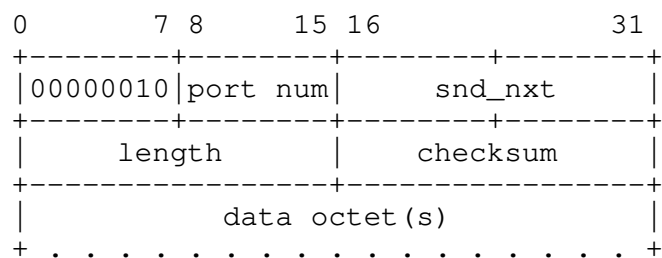 0 7 8 15 16 31
+--------+--------+--------+--------+
|00000010|port num| snd_nxt |
+--------+--------+--------+--------+
| length | checksum |
+-----------------+-----------------+
| data octet(s) |
+ . . . . . . . . . . . . . . . . . +